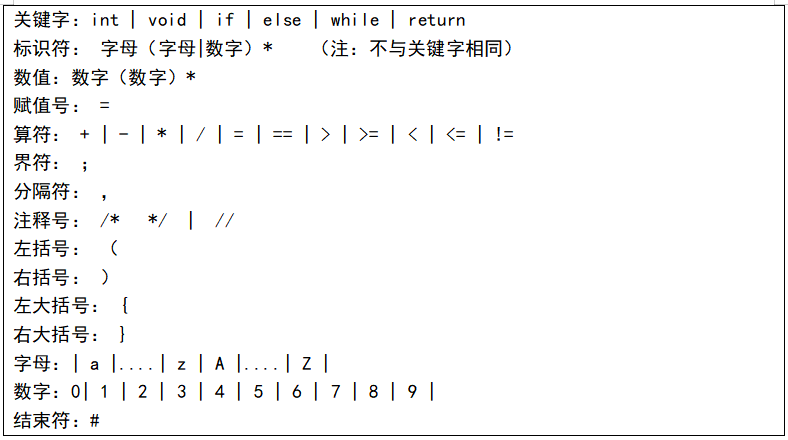 关键字：int | void | if | else | while | return
标识符： 字母（字母|数字）* （注：不与关键字相同）
数值：数字（数字）*
赋值号： =
算符： + | - | * | / | = | == | > | >= | < | <= | !=
界符： ；
分隔符： ，
注释号： /* */ | //
左括号： （
右括号： ）
左大括号： {
右大括号： }
字母：| a |....| z | A |....| Z |
数字：0| 1 | 2 | 3 | 4 | 5 | 6 | 7 | 8 | 9 |
结束符：#